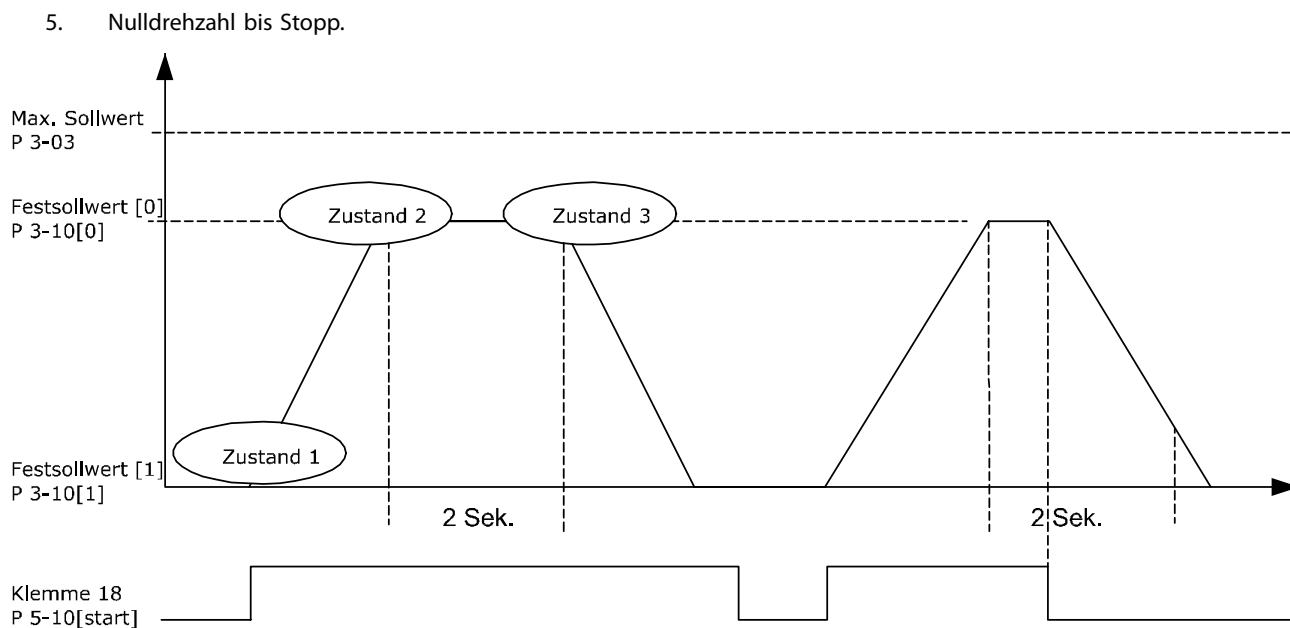 5. Nulldrehzahl bis Stopp.
Max. Sollwert
P 3-03
Festsollwert [0]
P 3-10[0]
Zustand 2
Zustand 3
Zustand 1
Festsollwert [1]
P 3-10[1]
2 Sek.
2 Sek.
Klemme 18
P 5-10[start]